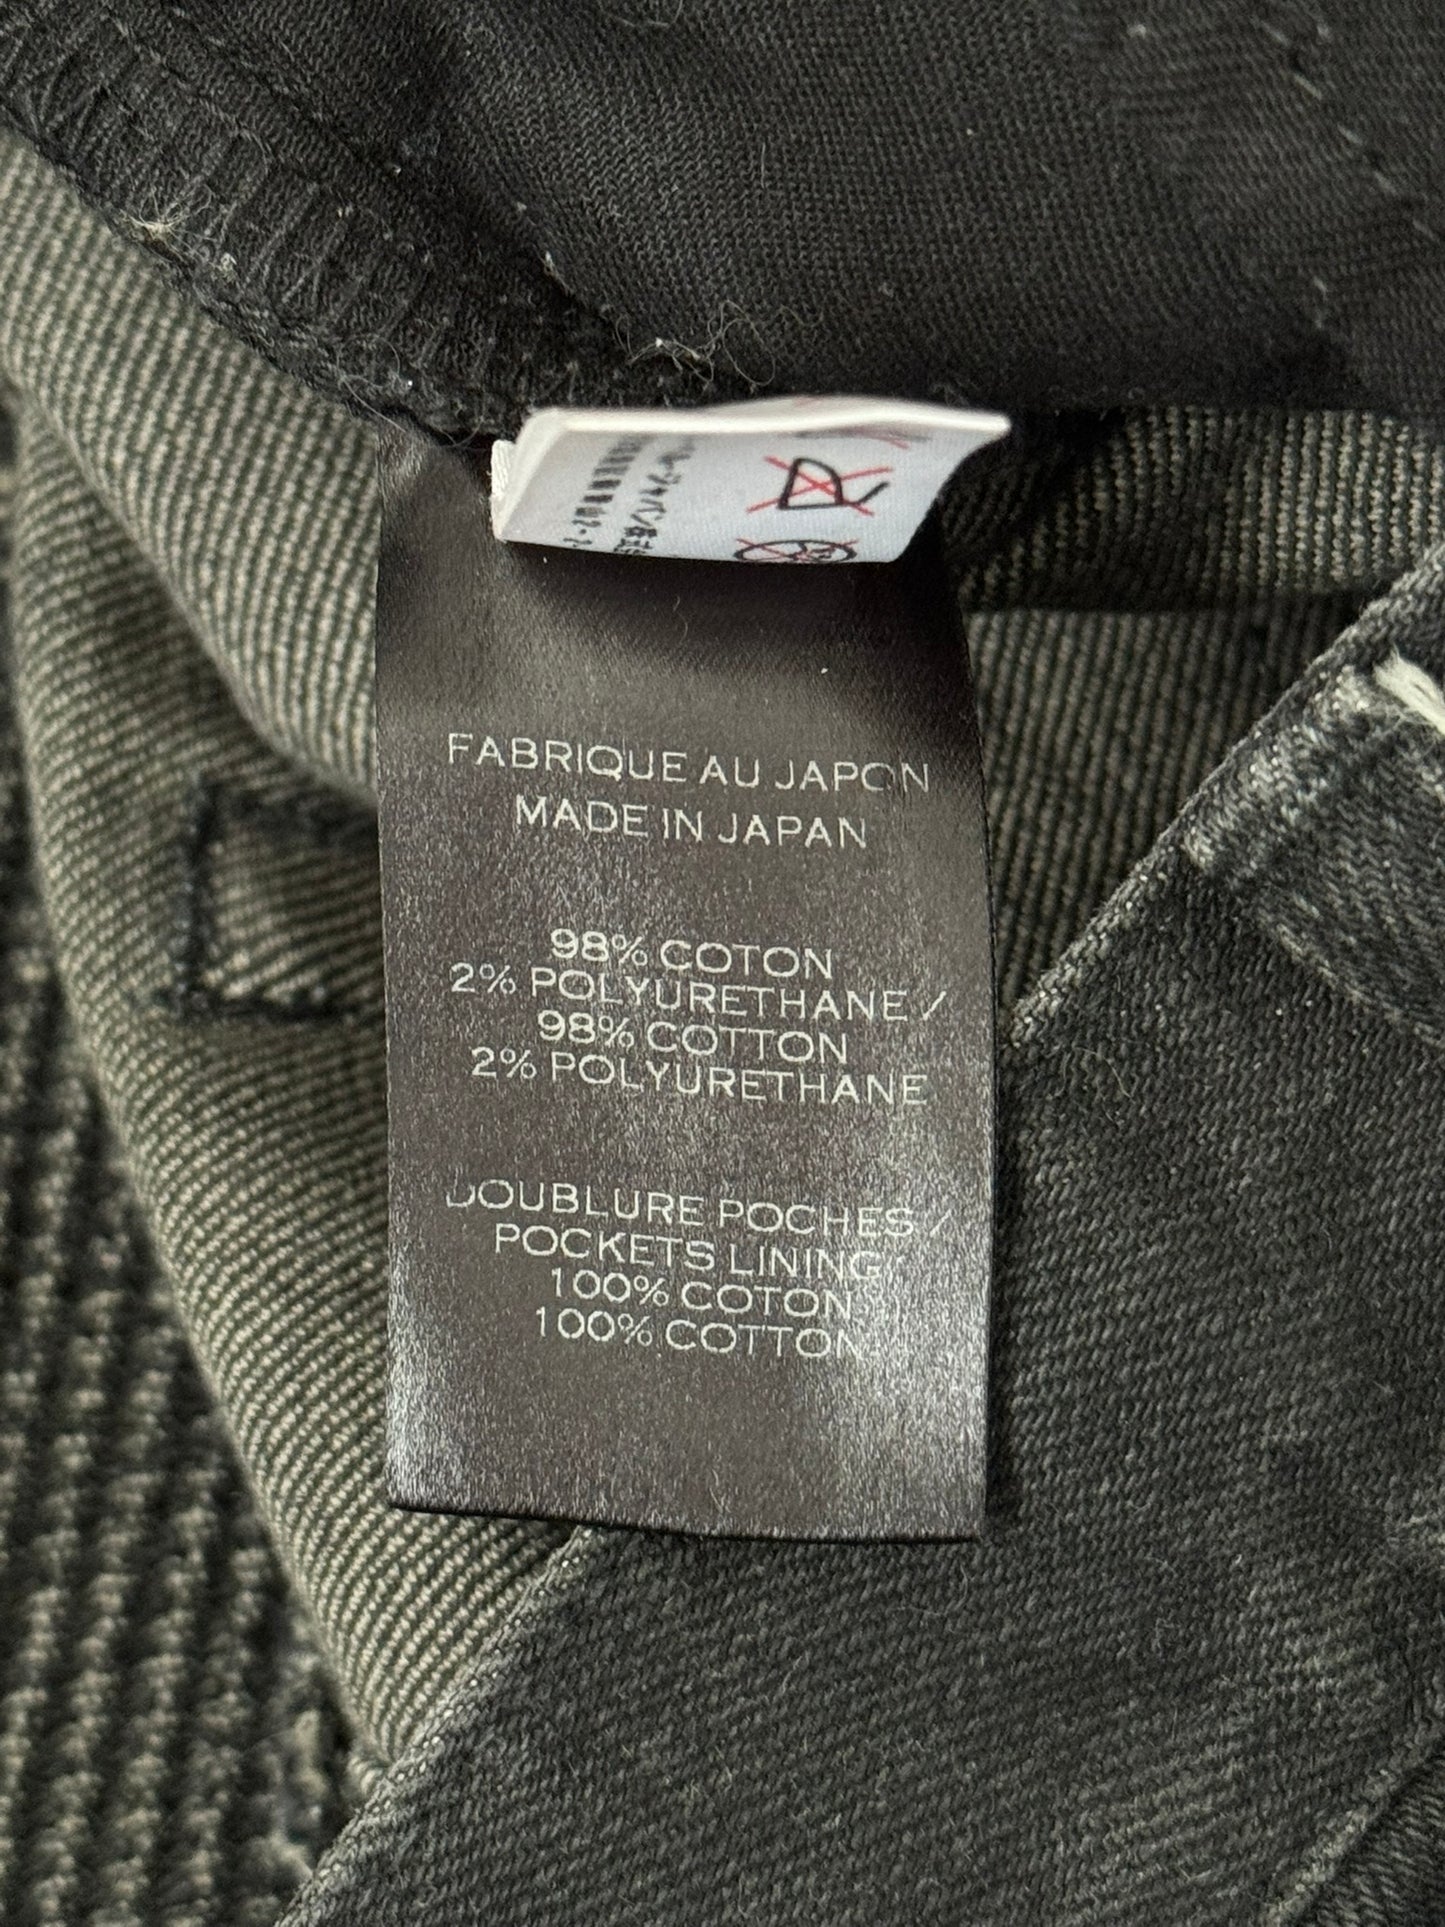 FABRIQUE AU JAPON
MADE IN JAPAN
98% COTON
2% POLYURETHANE /
98% COTTON
2% POLYURETHANE
DOUBLURE POCHES /
POCKETS LINING
100% COTON
100% COTTON